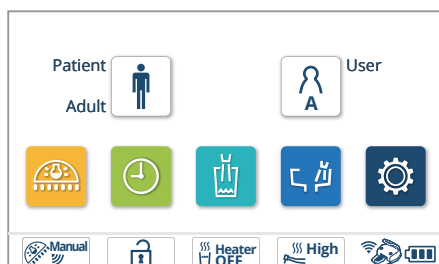 Patient
User
Adult
A
Manual
Heater
OFF
High